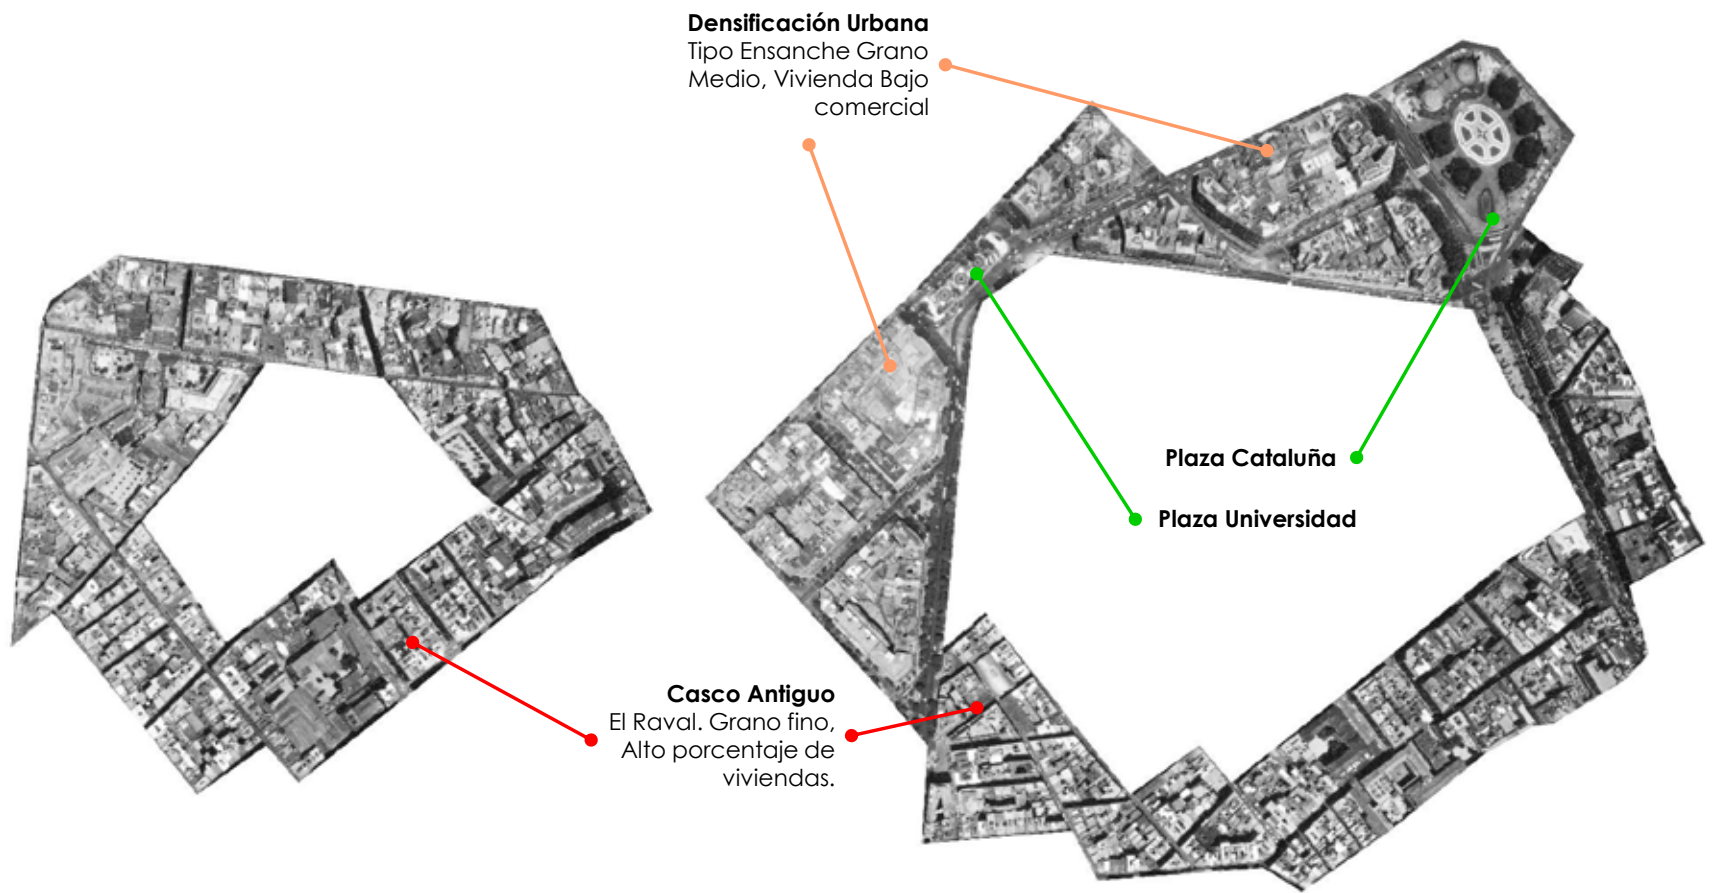 Densificación Urbana
Tipo Ensanche Grano
Medio, Vivienda Bajo
comercial
Plaza Cataluña
Plaza Universidad
Casco Antiguo
El Raval. Grano fino,
Alto porcentaje de
viviendas.